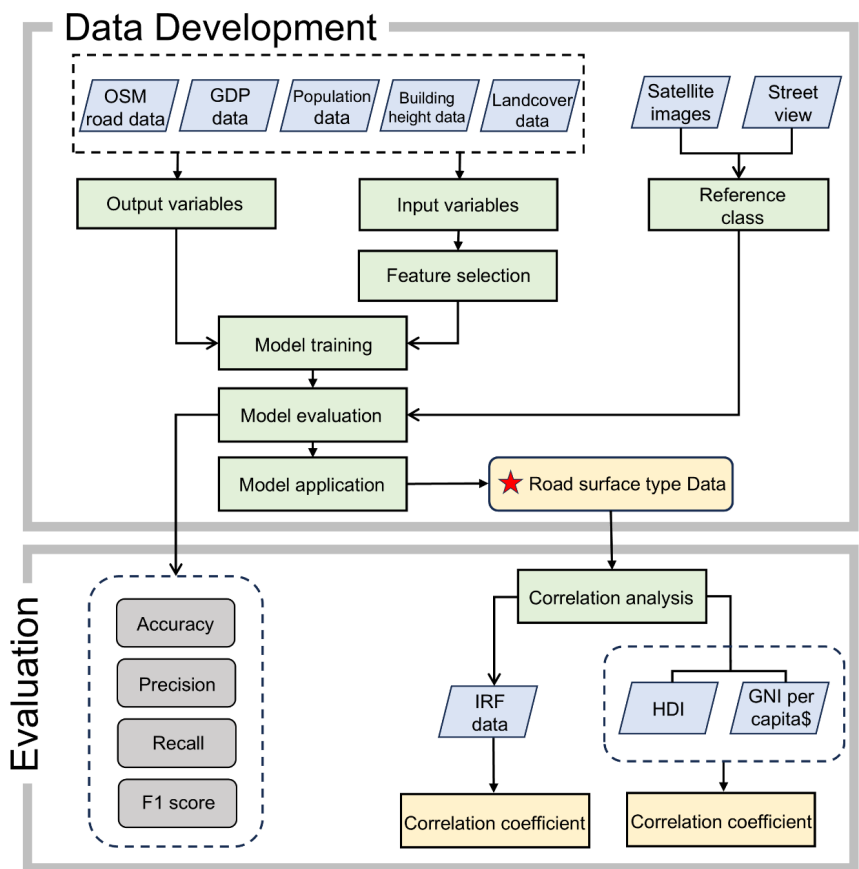 Data Development
OSM
road data
GDP
data
Population
data
Building
height data
Landcover
data
Satellite
images
Street
view
Output variables
Input variables
Reference
class
Feature selection
Model training
Model evaluation
Model application
Road surface type Data
Evaluation
Correlation analysis
Accuracy
Precision
Recall
F1 score
IRF
data
HDI
GNI per
capita$
Correlation coefficient
Correlation coefficient